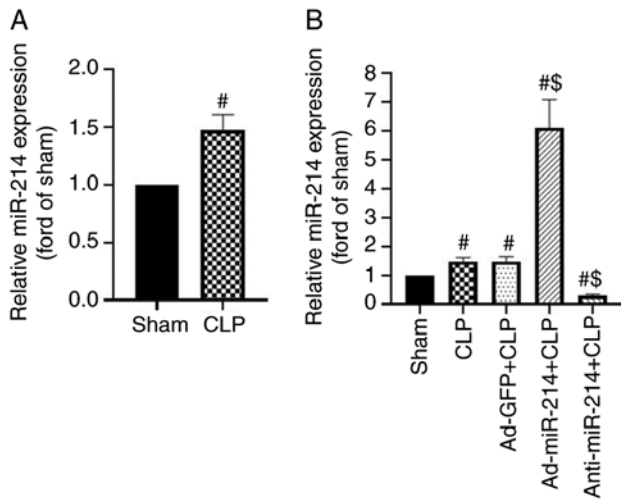 A
Relative miR-214 expression
(ford of sham)
2.0
1.5
1.0
0.5
0.0
#
Sham
CLP
B
Relative miR-214 expression
(ford of sham)
8
7
6
5
4
3
2
1
0
#
#
#$
#$
Sham
CLP
Ad-GFP+CLP
Ad-miR-214+CLP
Anti-miR-214+CLP